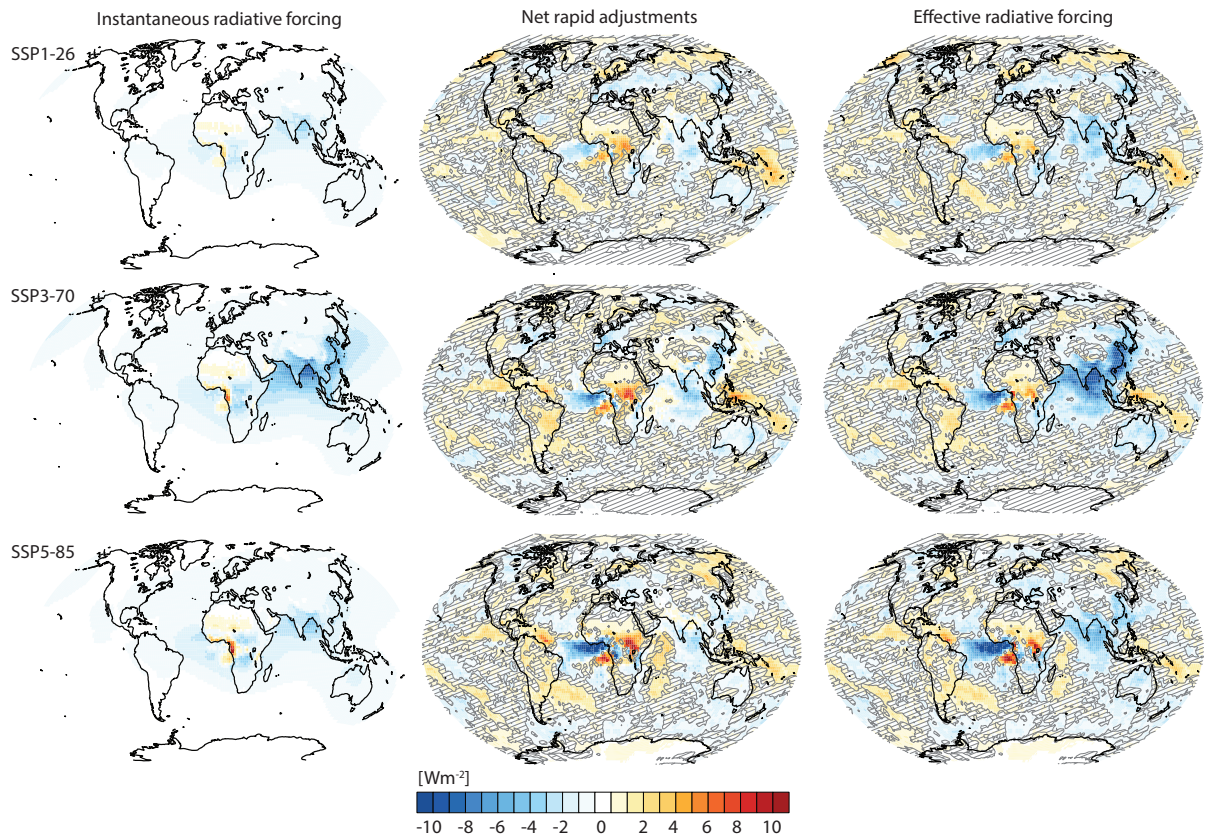 Instantaneous radiative forcing Net rapid adjustments Effective radiative forcing
SSP1-26
SSP3-70
SSP5-85
[Wm⁻²]
-10 -8 -6 -4 -2 0 2 4 6 8 10